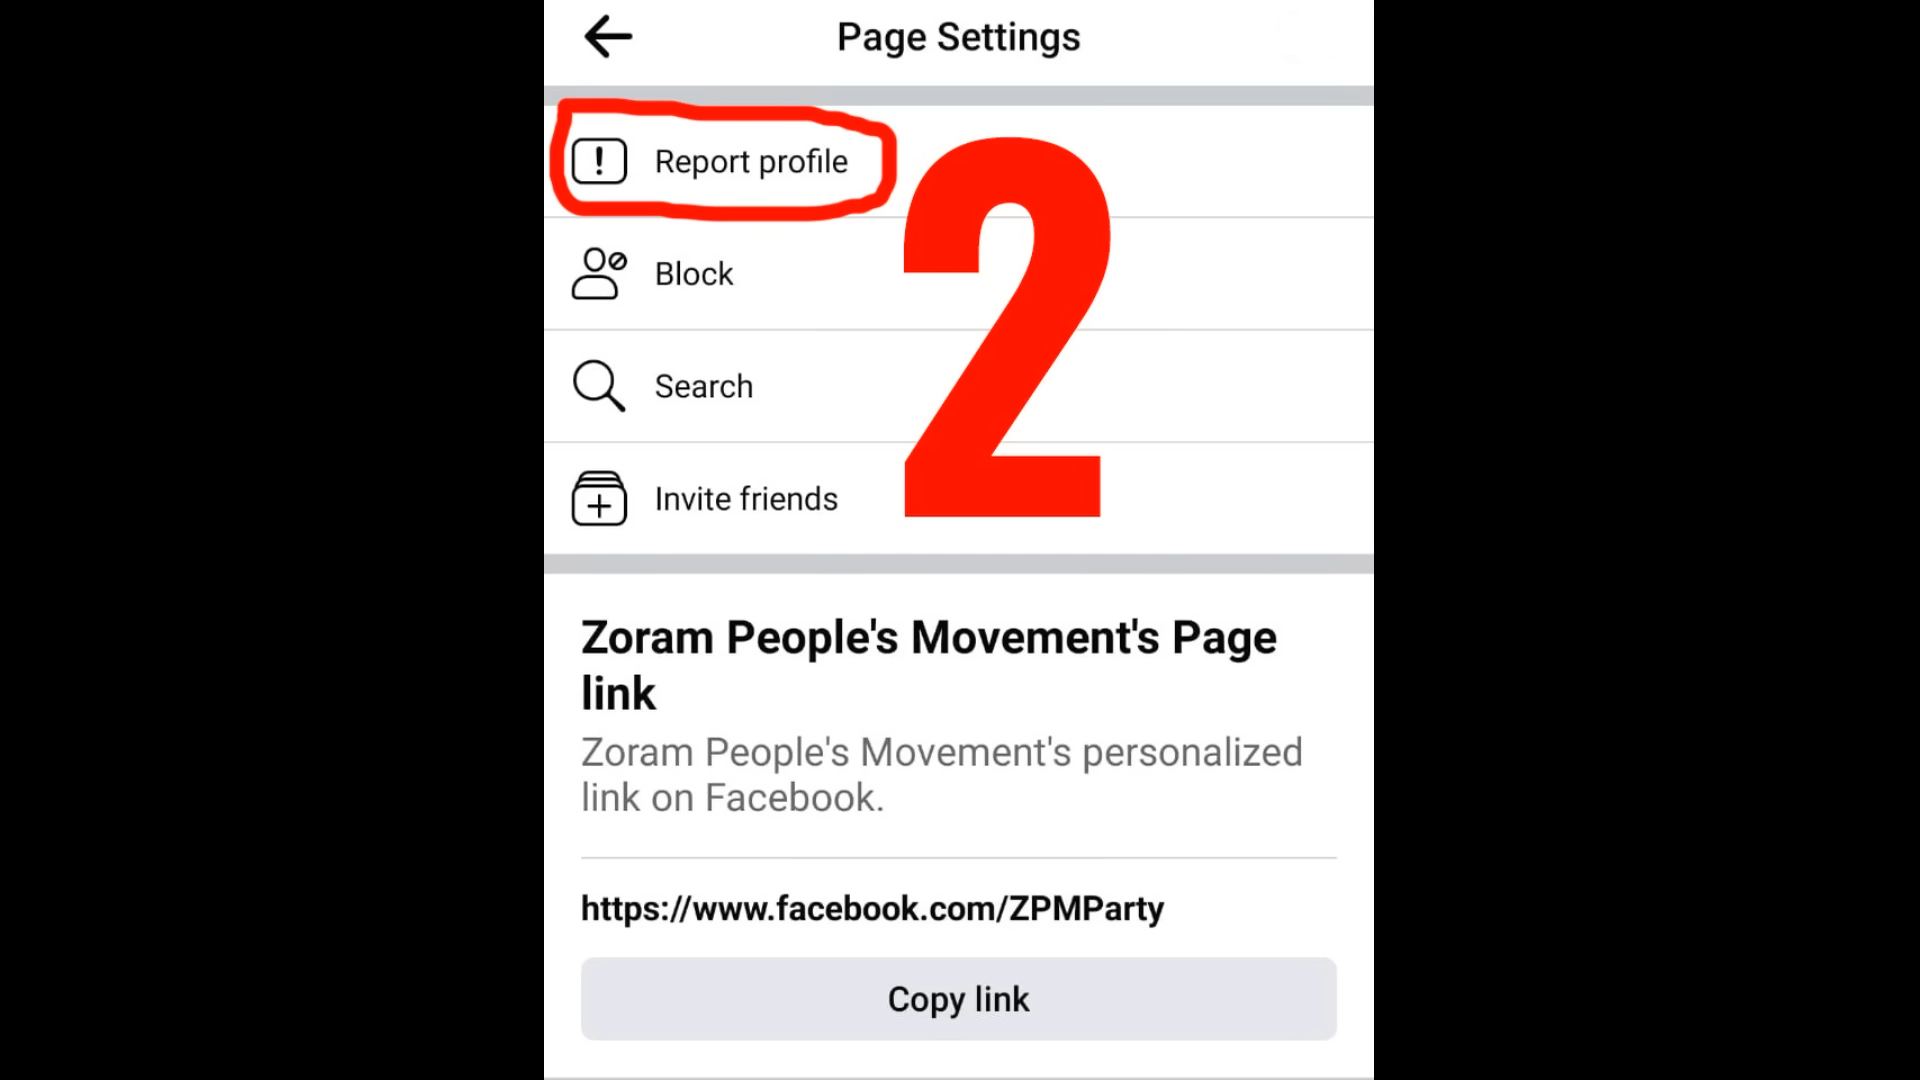 Page Settings
Report profile
2
Block
Search
Invite friends
Zoram People's Movement's Page
link
Zoram People's Movement's personalized
link on Facebook.
https://www.facebook.com/ZPMParty
Copy link